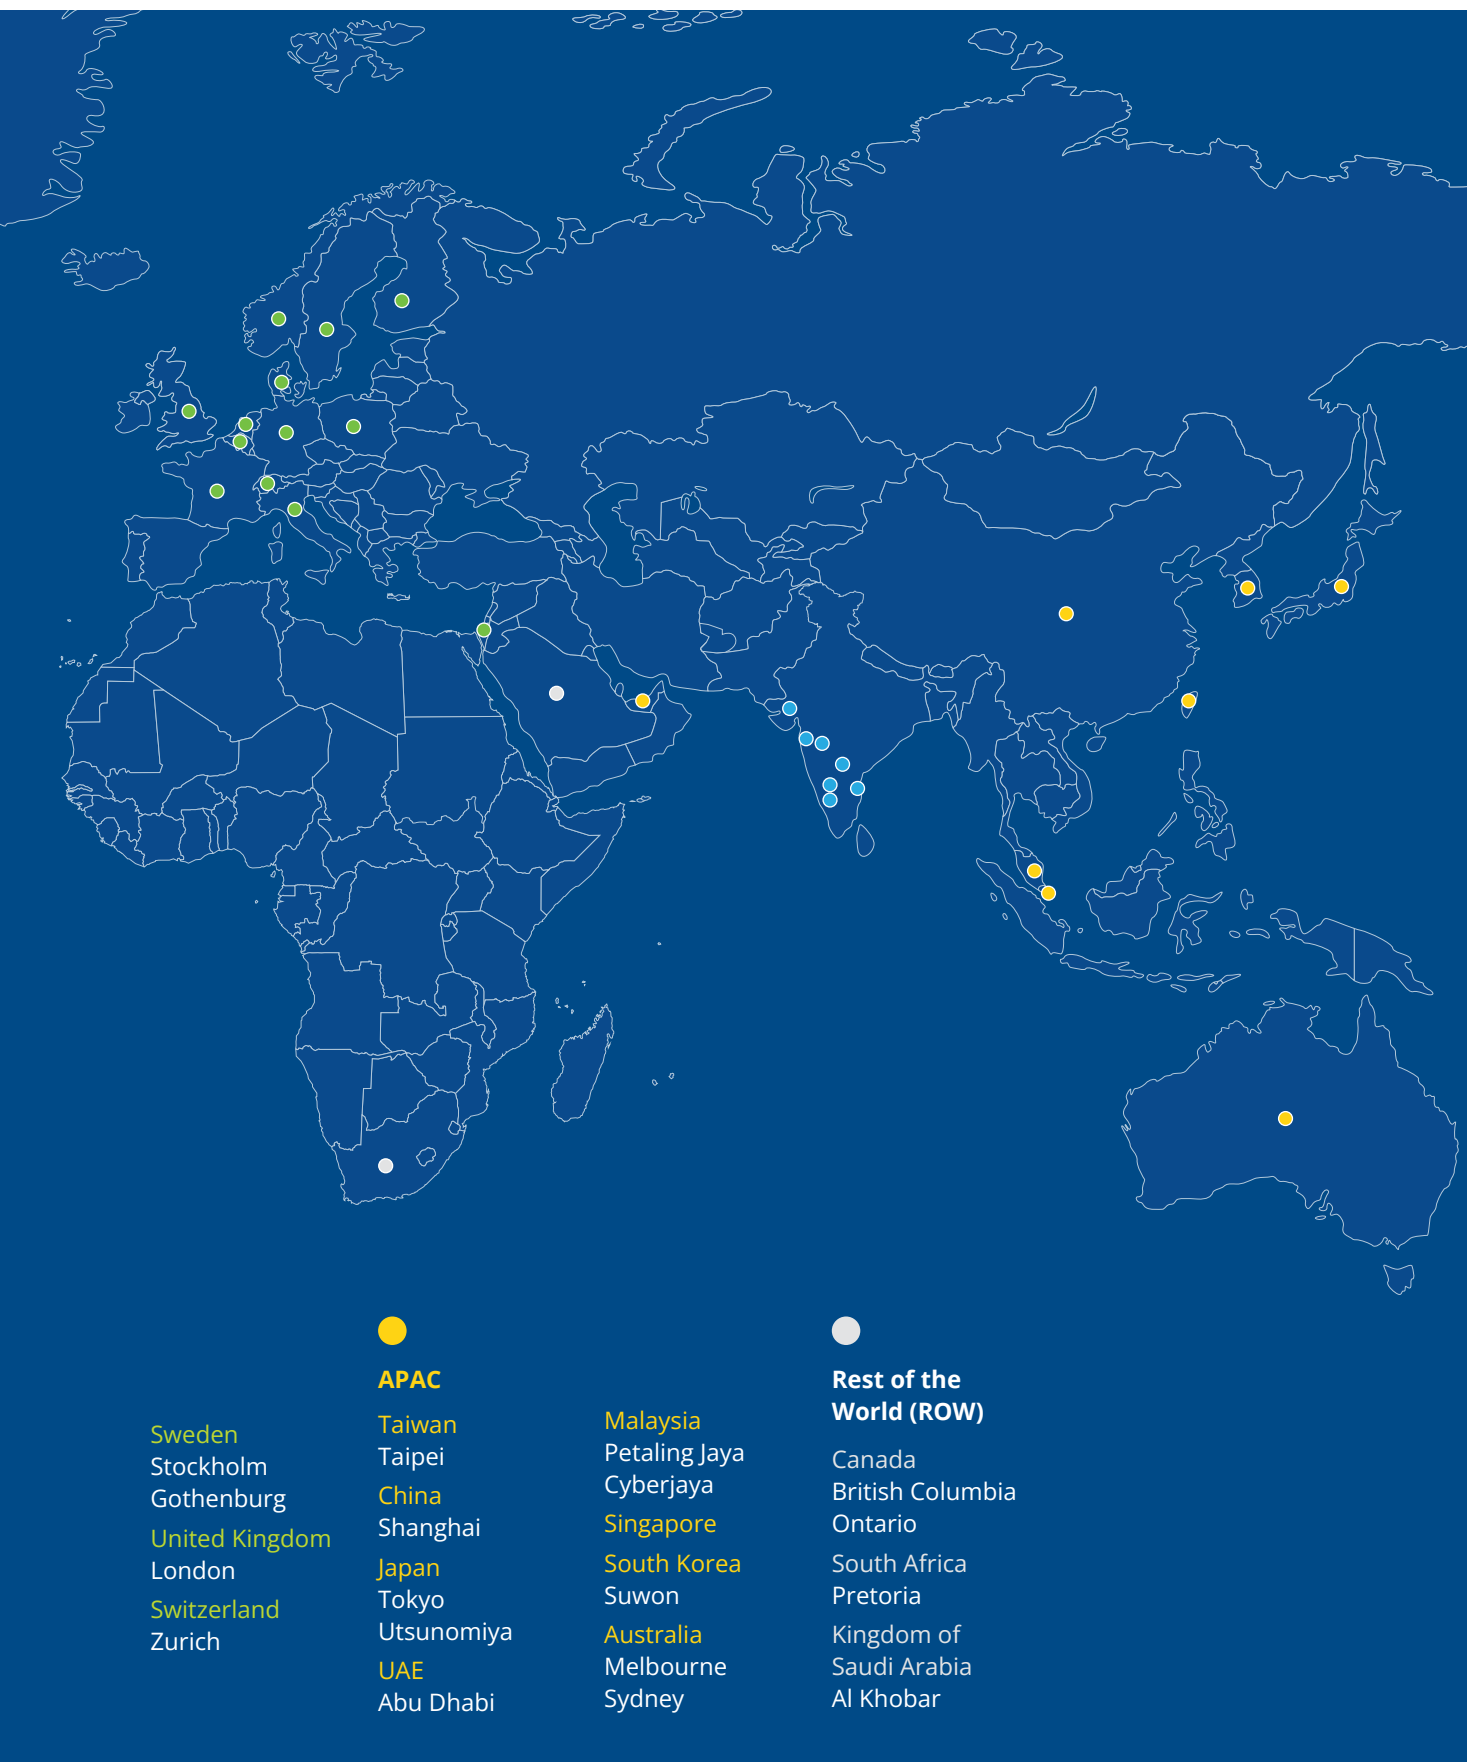 Sweden
Stockholm
Gothenburg
United Kingdom
London
Switzerland
Zurich
APAC
Taiwan
Taipei
China
Shanghai
Japan
Tokyo
Utsunomiya
UAE
Abu Dhabi
Malaysia
Petaling Jaya
Cyberjaya
Singapore
South Korea
Suwon
Australia
Melbourne
Sydney
Rest of the
World (ROW)
Canada
British Columbia
Ontario
South Africa
Pretoria
Kingdom of
Saudi Arabia
Al Khobar